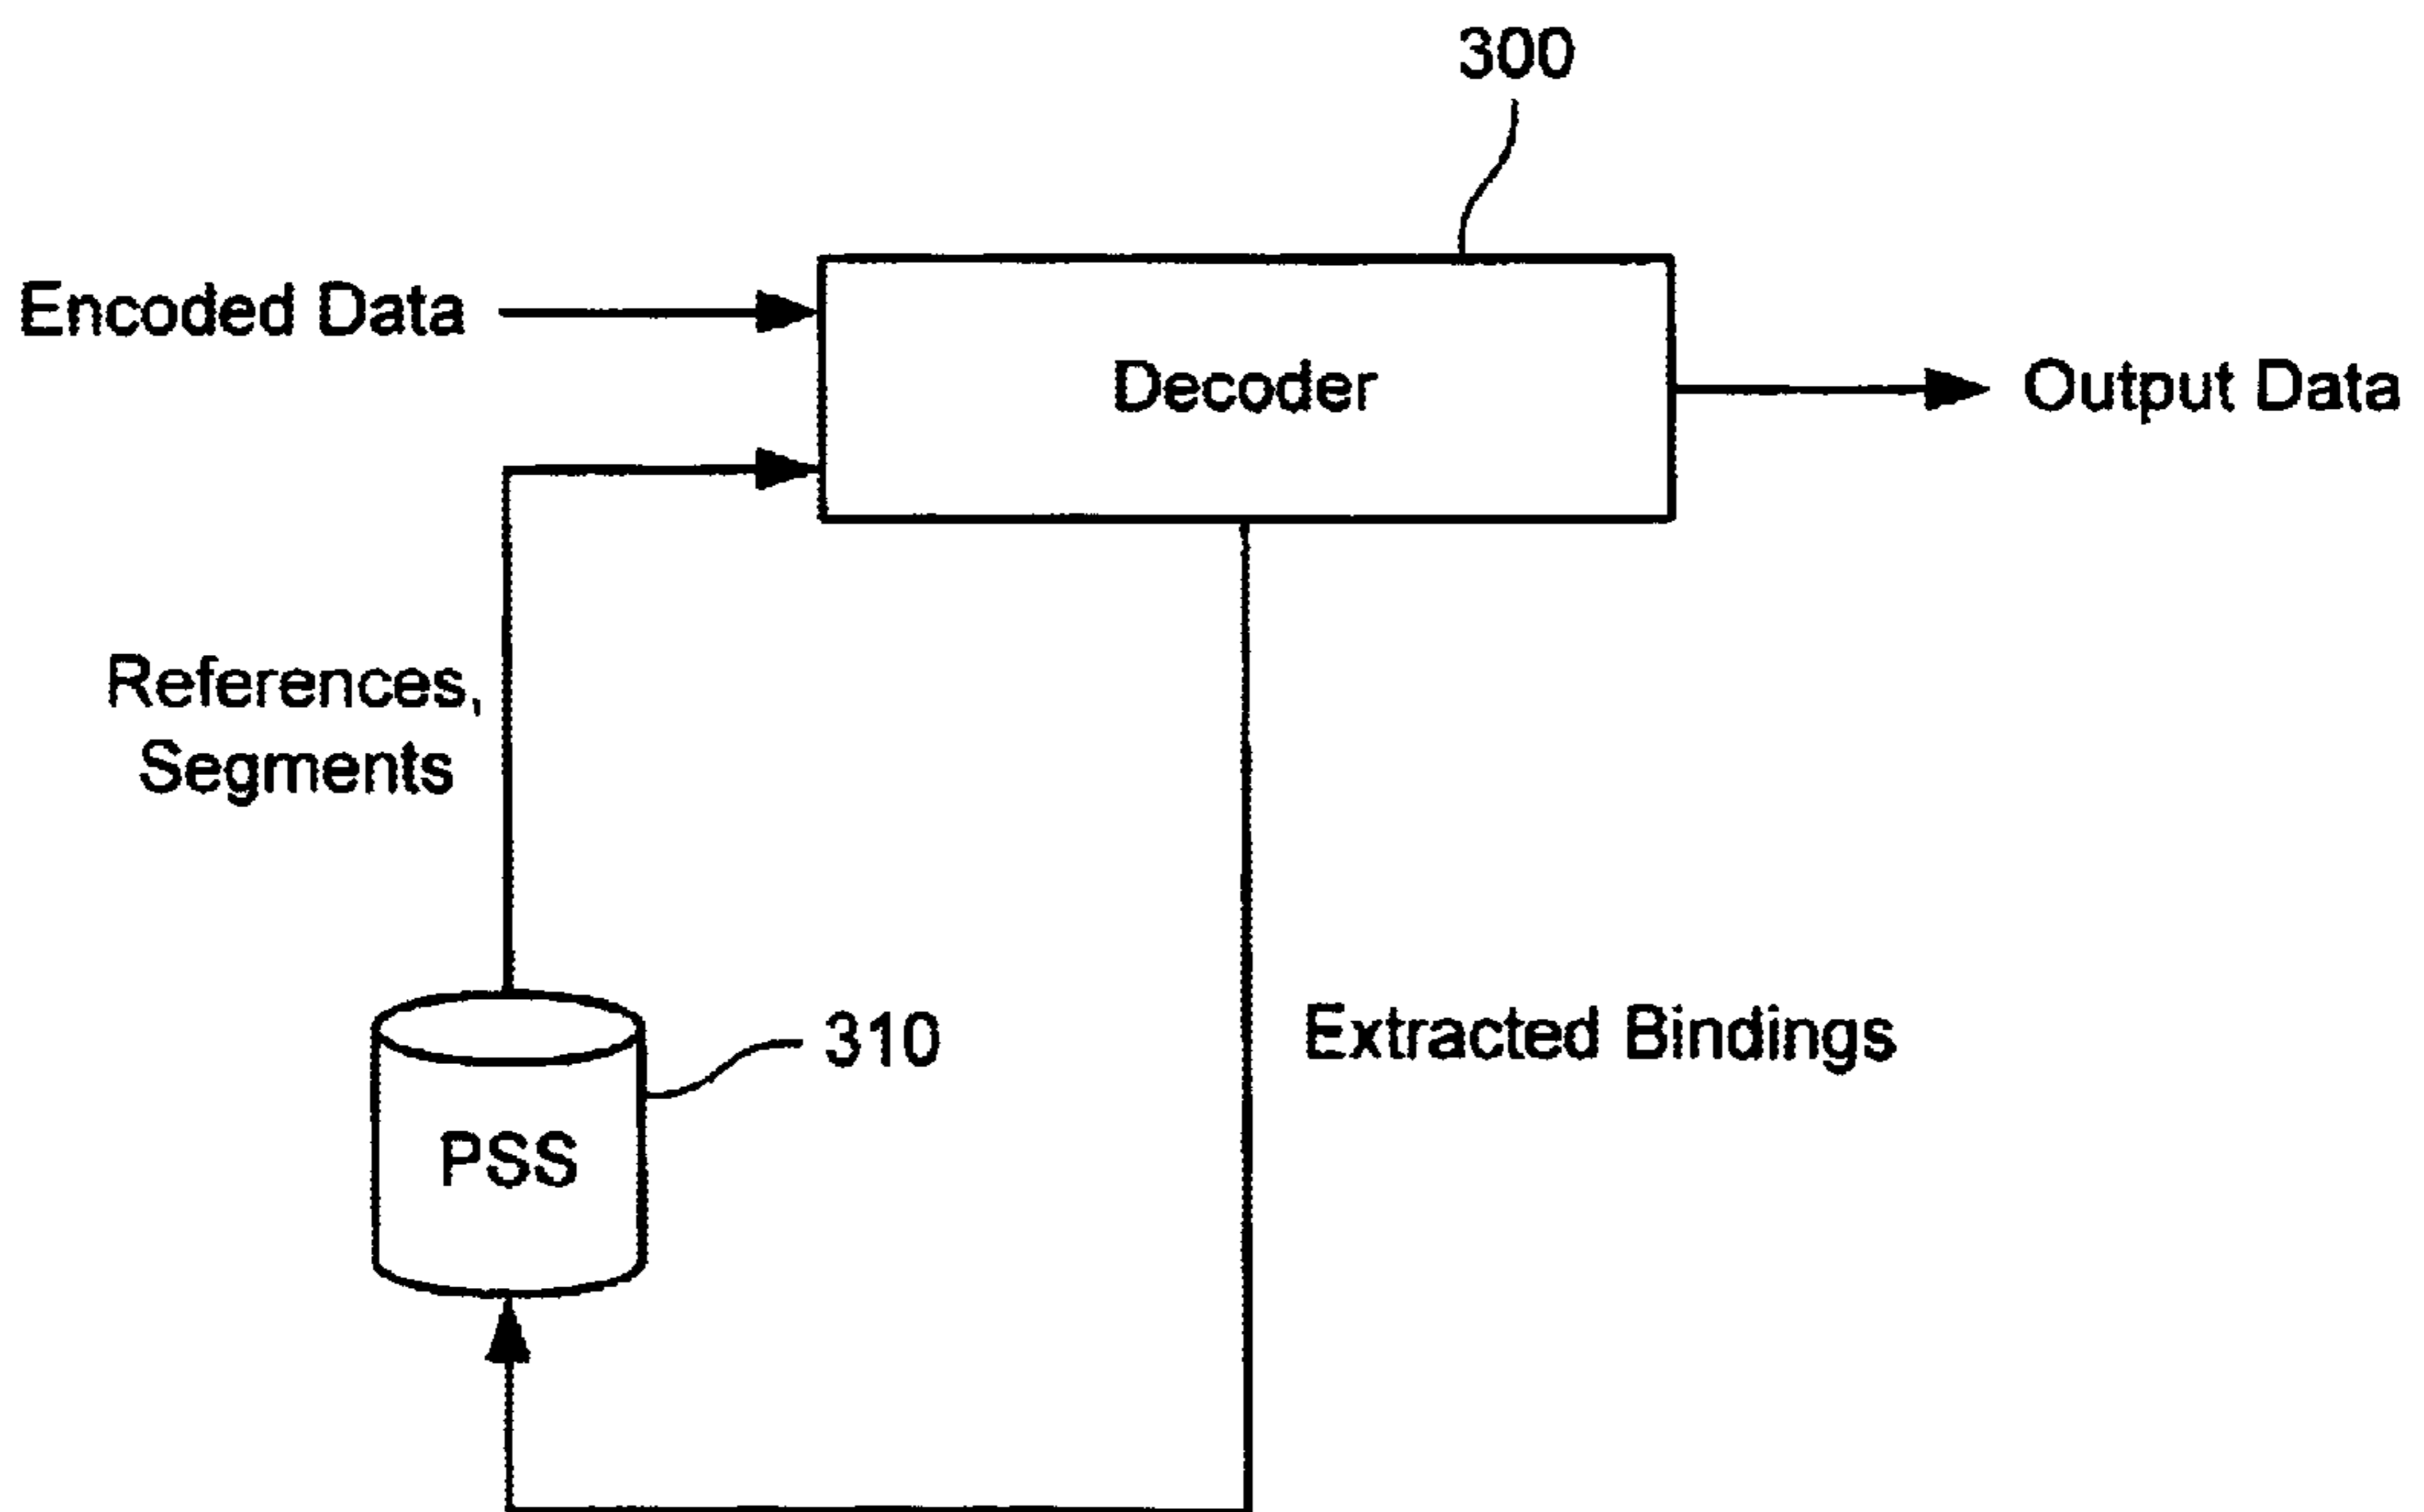 300
Encoded Data
Decoder
Output Data
References,
Segments
310
Extracted Bindings
PSS